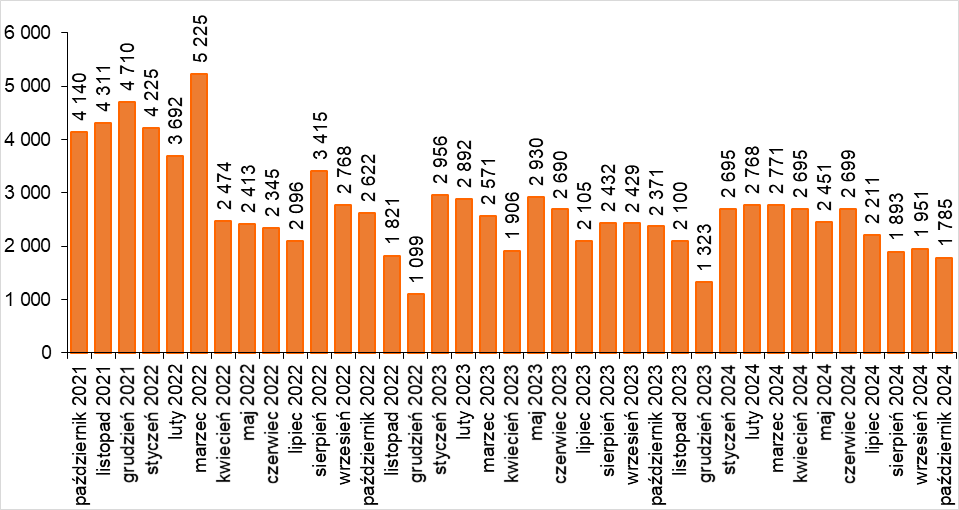 6 000
5 000
4 000
3 000
2 000
1 000
0
4 140
4 311
4 710
4 225
3 692
5 225
2 474
2 413
2 345
2 096
3 415
2 768
2 622
1 821
1 099
2 956
2 892
2 571
1 906
2 930
2 690
2 105
2 432
2 429
2 371
2 100
1 323
2 695
2 768
2 771
2 695
2 451
2 699
2 211
1 893
1 951
1 785
październik 2021
listopad 2021
grudzień 2021
styczeń 2022
luty 2022
marzec 2022
kwiecień 2022
maj 2022
czerwiec 2022
lipiec 2022
sierpień 2022
wrzesień 2022
październik 2022
listopad 2022
grudzień 2022
styczeń 2023
luty 2023
marzec 2023
kwiecień 2023
maj 2023
czerwiec 2023
lipiec 2023
sierpień 2023
wrzesień 2023
październik 2023
listopad 2023
grudzień 2023
styczeń 2024
luty 2024
marzec 2024
kwiecień 2024
maj 2024
czerwiec 2024
lipiec 2024
sierpień 2024
wrzesień 2024
październik 2024